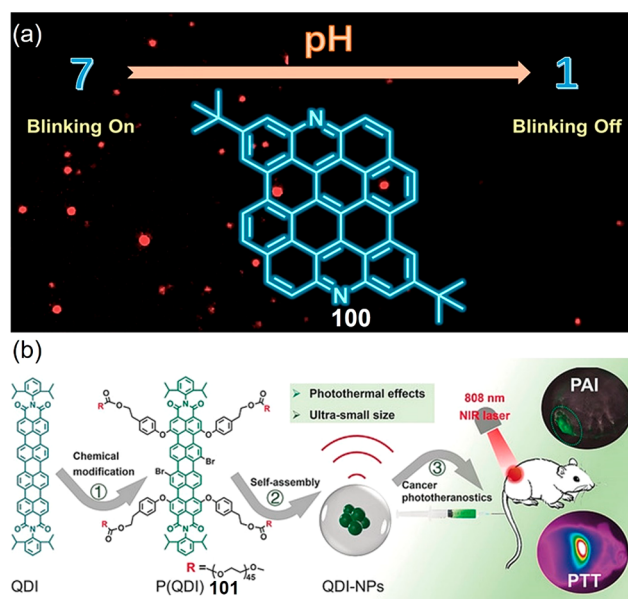 (a)
pH
7
1
Blinking On
Blinking Off
N
N
100
(b)
Photothermal effects
Ultra-small size
808 nm
NIR laser
PAI
O N O
O N O
R
O
O
R
O
O
O N O
O N O
O
O
Br
Br
O
O
R
O
O
R
O
O
Chemical
modification
①
Self-assembly
②
③
Cancer
phototheranostics
PTT
R = (O)45 O
QDI
P(QDI) 101
QDI-NPs